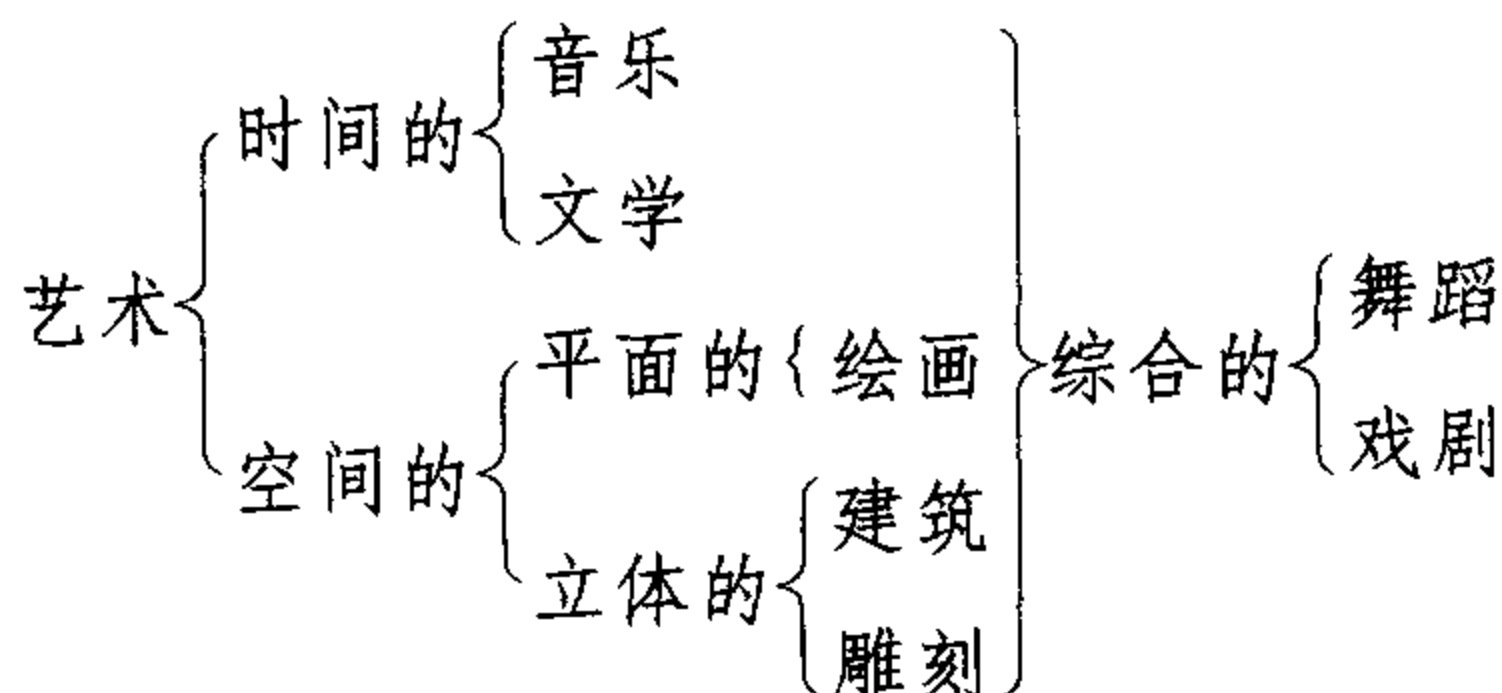 音乐
时间的
文学
艺术
舞蹈
平面的 绘画 综合的
戏剧
空间的
建筑
立体的
雕刻